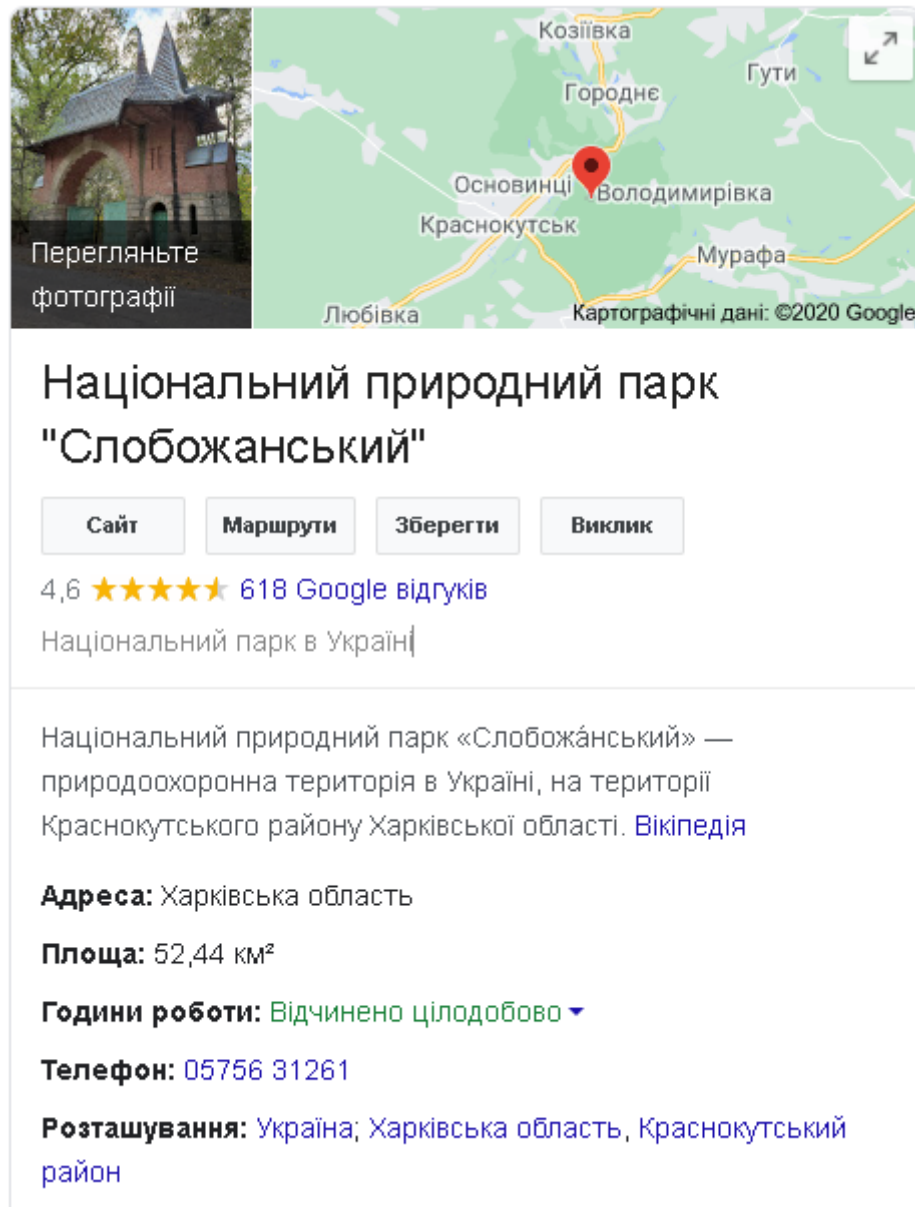 Козіївка
Гути
Городнє
Основинці
Володимирівка
Краснокутськ
Мурафа
Любівка
Перегляньте
фотографії
Картографічні дані: ©2020 Google
Національний природний парк
"Слобожанський"
Сайт Маршрути Зберегти Виклик
4,6 618 Google відгуків
Національний парк в Україні
Національний природний парк «Слобожа́нський» —
природоохоронна територія в Україні, на території
Краснокутського району Харківської області. Вікіпедія
Адреса: Харківська область
Площа: 52,44 км²
Години роботи: Відчинено цілодобово
Телефон: 05756 31261
Розташування: Україна; Харківська область, Краснокутський
район